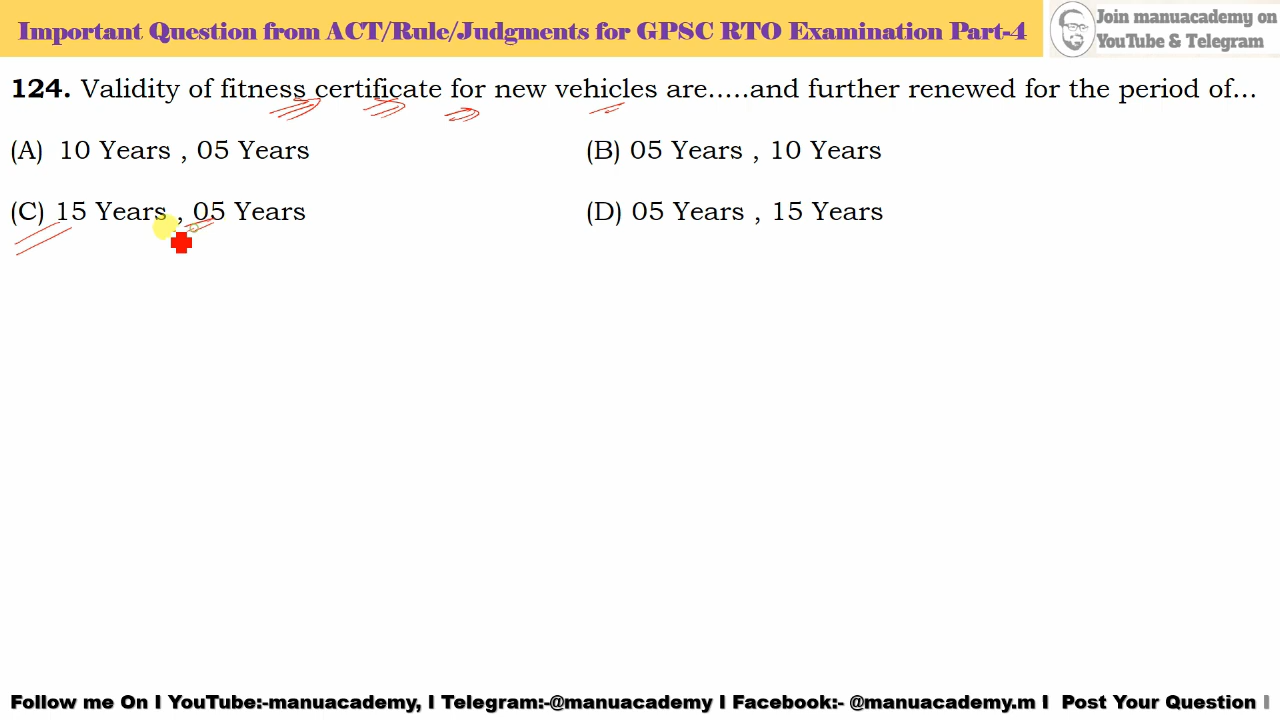 Important Question from ACT/Rule/Judgments for GPSC RTO Examination Part-4
Join manuacademy on
YouTube & Telegram
124. Validity of fitness certificate for new vehicles are.....and further renewed for the period of...
(A) 10 Years , 05 Years
(B) 05 Years , 10 Years
(C) 15 Years , 05 Years
(D) 05 Years , 15 Years
Follow me On I YouTube:-manuacademy, I Telegram:-@manuacademy I Facebook:- @manuacademy.m I Post Your Question I